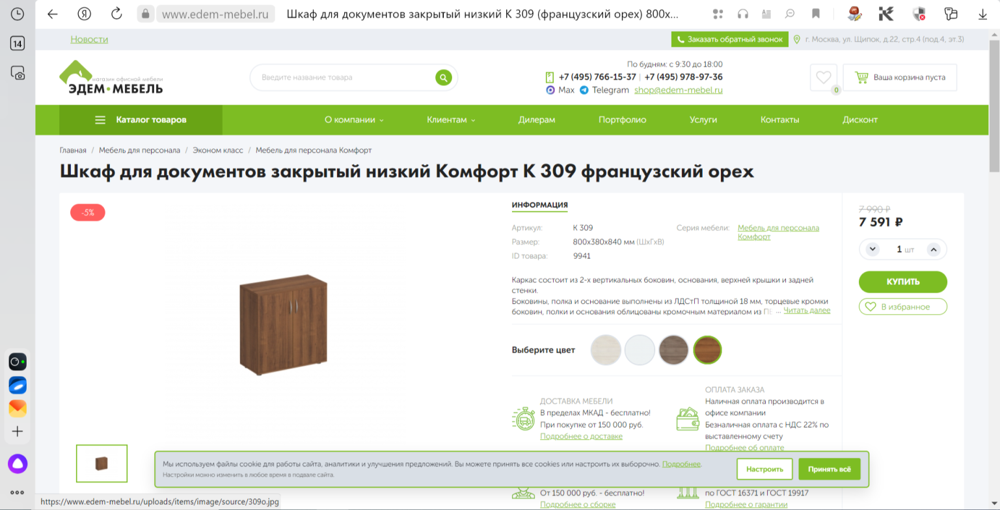 www.edem-mebel.ru
Шкаф для документов закрытый низкий К 309 (французский орех) 800x...
14
Новости
Заказать обратный звонок
г. Москва, ул. Щипок, д.22, стр.4 (под.4, эт.3)
магазин офисной мебели
ЭДЕМ•МЕБЕЛЬ
Введите название товара
По будням: с 9:30 до 18:00
+7 (495) 766-15-37 | +7 (495) 978-97-36
Max Telegram shop@edem-mebel.ru
0
Ваша корзина пуста
Каталог товаров
О компании
Клиентам
Дилерам
Портфолио
Услуги
Контакты
Дисконт
Главная / Мебель для персонала / Эконом класс / Мебель для персонала Комфорт
Шкаф для документов закрытый низкий Комфорт К 309 французский орех
-5%
ИНФОРМАЦИЯ
Артикул: К 309
Размер: 800x380x840 мм (ШхГхВ)
ID товара: 9941
Серия мебели: Мебель для персонала
Комфорт
Каркас состоит из 2-х вертикальных боковин, основания, верхней крышки и задней
стенки.
Боковины, полка и основание выполнены из ЛДСтП толщиной 18 мм, торцевые кромки
боковин, полки и основания облицованы кромочным материалом из ... Читать далее
7 990 ₽
7 591 ₽
1 шт
КУПИТЬ
В избранное
Выберите цвет
ДОСТАВКА МЕБЕЛИ
В пределах МКАД - бесплатно!
При покупке от 150 000 руб.
Подробнее о доставке
ОПЛАТА ЗАКАЗА
Наличная оплата производится в
офисе компании
Безналичная оплата с НДС 22% по
выставленному счету
Подробнее об оплате
Мы используем файлы cookie для работы сайта, аналитики и улучшения предложений. Вы можете принять все cookies или настроить их выборочно. Подробнее.
Настройки можно изменить в любое время в подвале сайта.
Настроить
Принять всё
От 150 000 руб. - бесплатно!
Подробнее о сборке
по ГОСТ 16371 и ГОСТ 19917
Подробнее о гарантии
https://www.edem-mebel.ru/uploads/items/image/source/309o.jpg